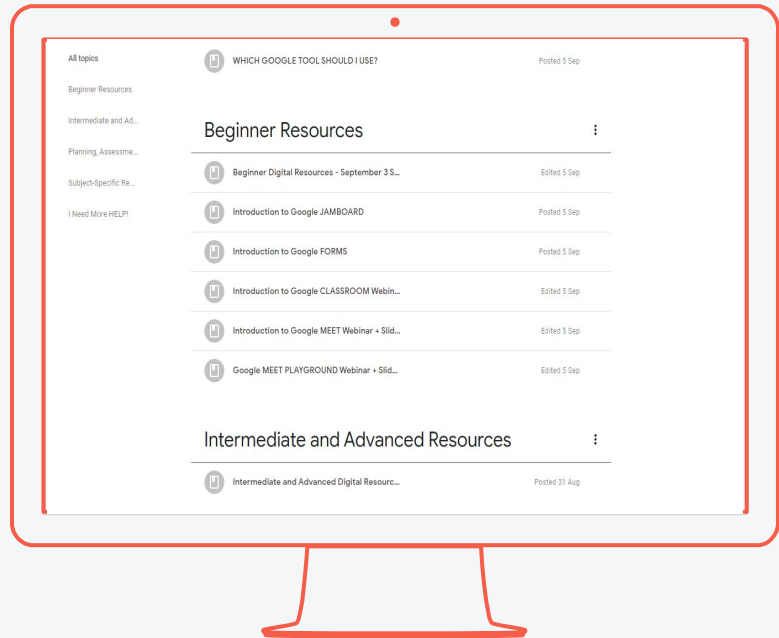 All topics
Beginner Resources
Intermediate and Ad...
Planning, Assessme...
Subject-Specific Re...
I Need More HELP!
WHICH GOOGLE TOOL SHOULD I USE? Posted 5 Sep
Beginner Resources
Beginner Digital Resources - September 3 S... Edited 5 Sep
Introduction to Google JAMBOARD Posted 5 Sep
Introduction to Google FORMS Posted 5 Sep
Introduction to Google CLASSROOM Webin... Edited 5 Sep
Introduction to Google MEET Webinar + Slid... Edited 5 Sep
Google MEET PLAYGROUND Webinar + Slid... Edited 5 Sep
Intermediate and Advanced Resources
Intermediate and Advanced Digital Resourc... Posted 31 Aug